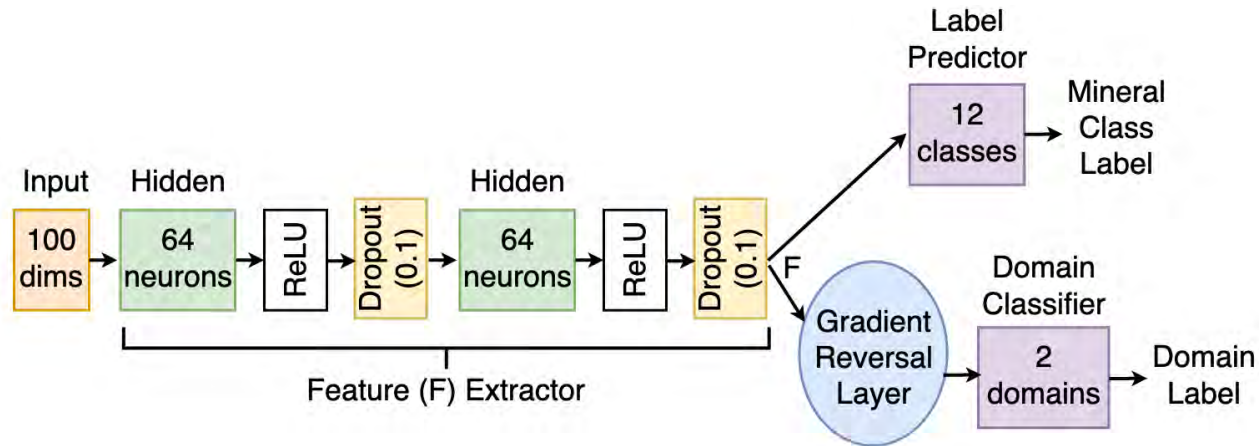 Input
100
dims
Hidden
64
neurons
ReLU
Dropout
(0.1)
Hidden
64
neurons
ReLU
Dropout
(0.1)
F
Feature (F) Extractor
Label
Predictor
12
classes
Mineral
Class
Label
Gradient
Reversal
Layer
Domain
Classifier
2
domains
Domain
Label